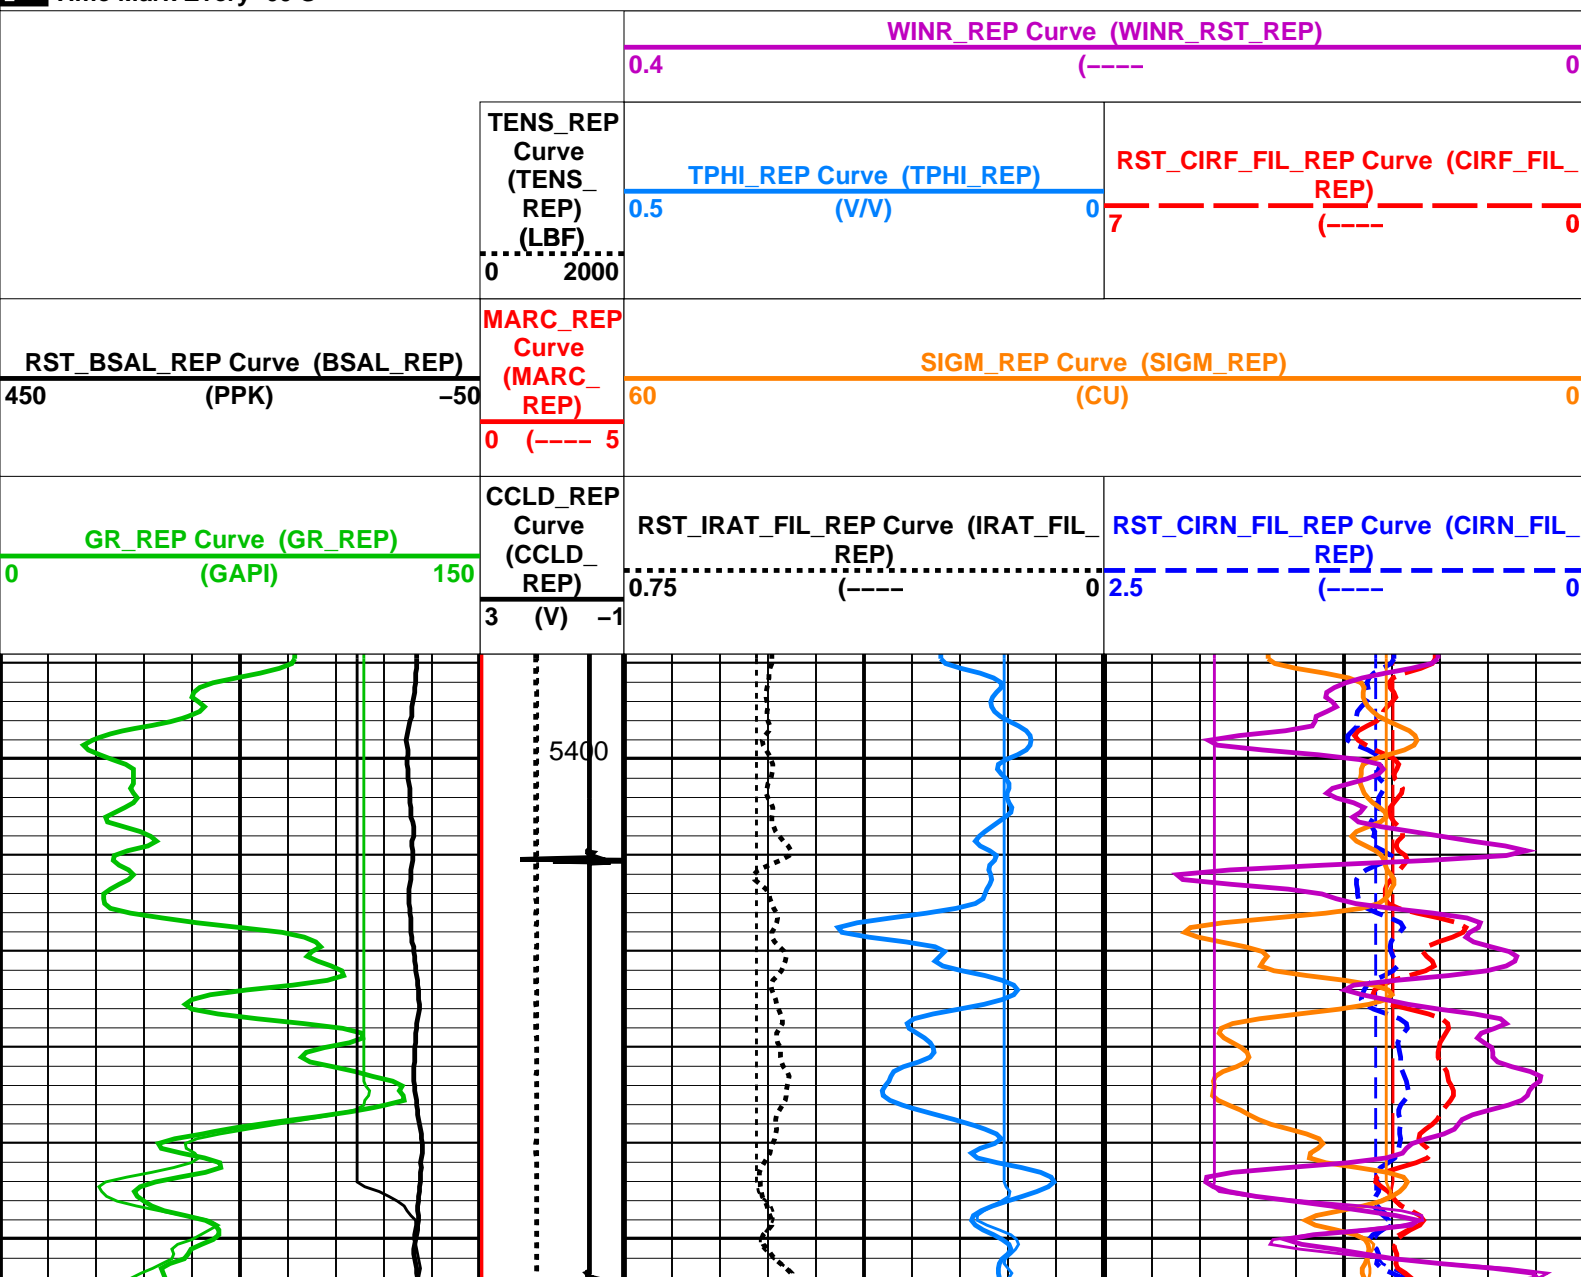 WINR_REP Curve (WINR_RST_REP)
0.4 (---- 0
TENS_REP
Curve
(TENS_
REP)
(LBF)
0 2000
TPHI_REP Curve (TPHI_REP)
0.5 (V/V) 0
RST_CIRF_FIL_REP Curve (CIRF_FIL_
REP)
7 (---- 0
RST_BSAL_REP Curve (BSAL_REP)
450 (PPK) −50
MARC_REP
Curve
(MARC_
REP)
0 (---- 5
SIGM_REP Curve (SIGM_REP)
60 (CU) 0
GR_REP Curve (GR_REP)
0 (GAPI) 150
CCLD_REP
Curve
(CCLD_
REP)
3 (V) −1
RST_IRAT_FIL_REP Curve (IRAT_FIL_
REP)
0.75 (---- 0
RST_CIRN_FIL_REP Curve (CIRN_FIL_
REP)
2.5 (---- 0
5400